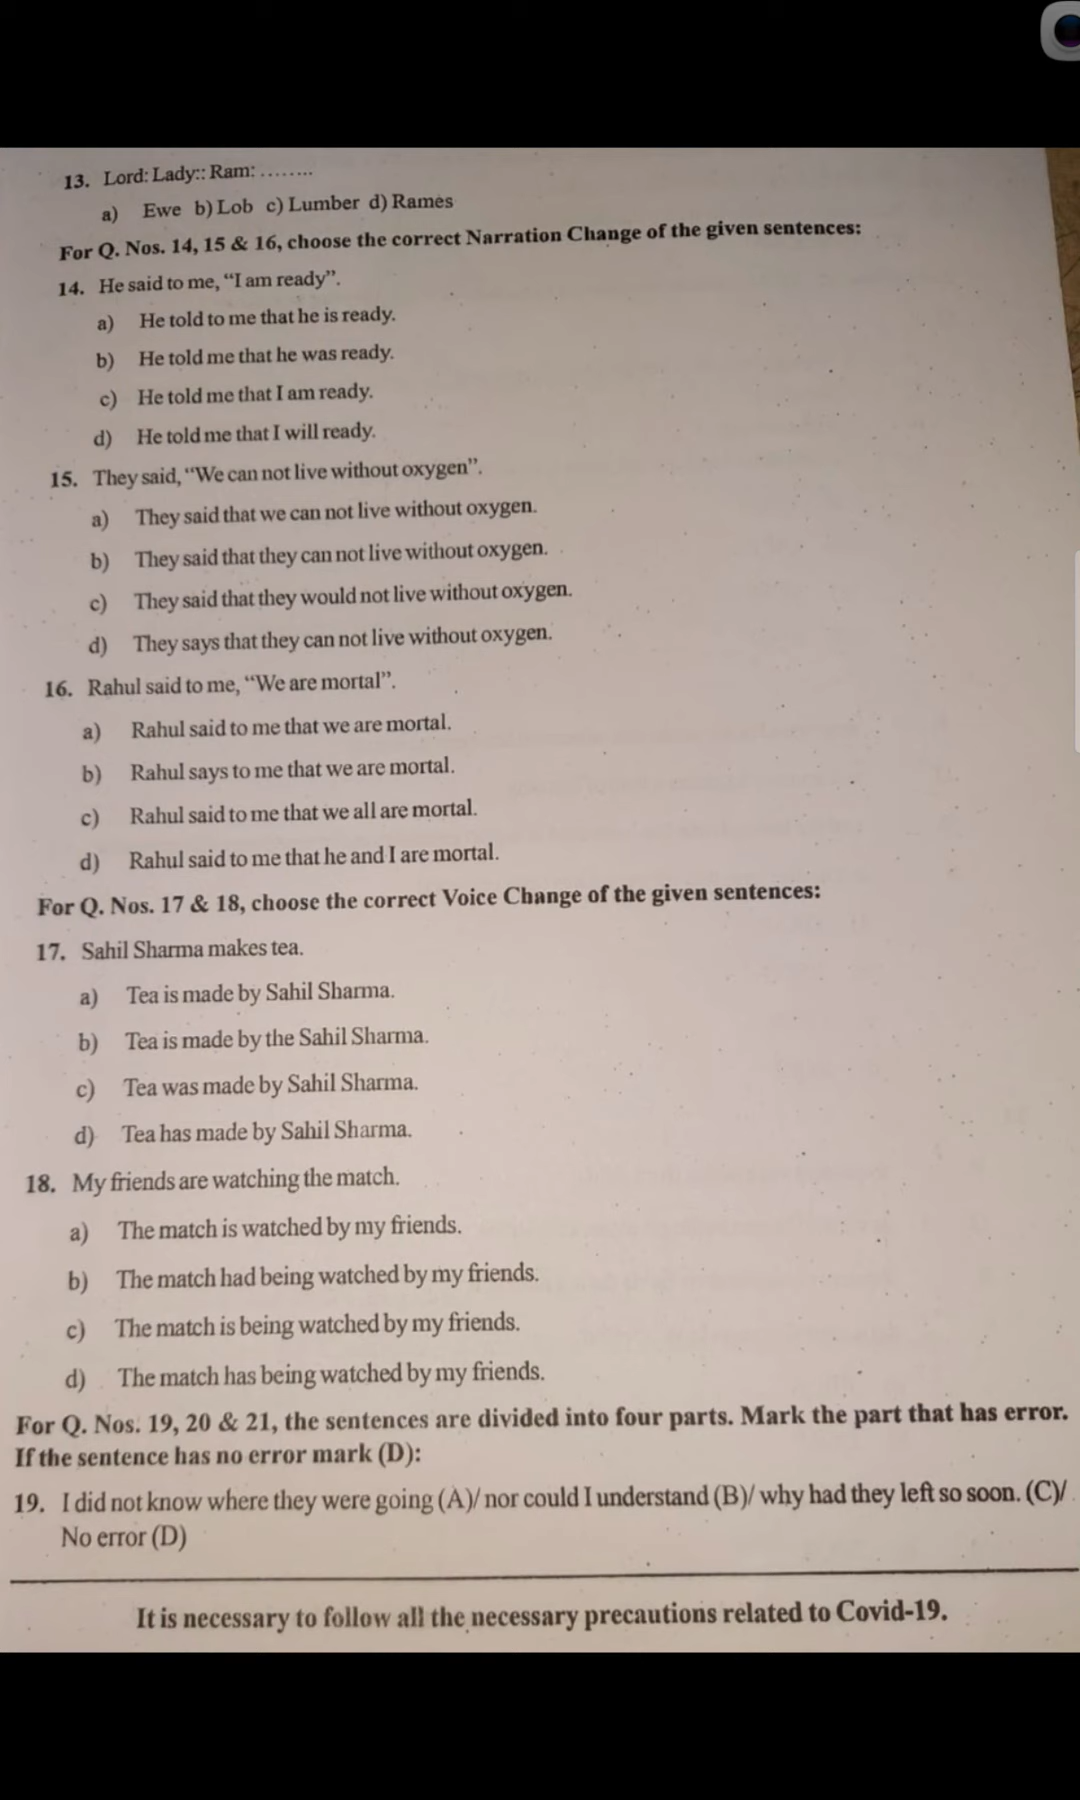 13. Lord: Lady:: Ram: ........
a) Ewe b) Lob c) Lumber d) Rames
For Q. Nos. 14, 15 & 16, choose the correct Narration Change of the given sentences:
14. He said to me, “I am ready”.
a) He told to me that he is ready.
b) He told me that he was ready.
c) He told me that I am ready.
d) He told me that I will ready.
15. They said, “We can not live without oxygen”.
a) They said that we can not live without oxygen.
b) They said that they can not live without oxygen.
c) They said that they would not live without oxygen.
d) They says that they can not live without oxygen.
16. Rahul said to me, “We are mortal”.
a) Rahul said to me that we are mortal.
b) Rahul says to me that we are mortal.
c) Rahul said to me that we all are mortal.
d) Rahul said to me that he and I are mortal.
For Q. Nos. 17 & 18, choose the correct Voice Change of the given sentences:
17. Sahil Sharma makes tea.
a) Tea is made by Sahil Sharma.
b) Tea is made by the Sahil Sharma.
c) Tea was made by Sahil Sharma.
d) Tea has made by Sahil Sharma.
18. My friends are watching the match.
a) The match is watched by my friends.
b) The match had being watched by my friends.
c) The match is being watched by my friends.
d) The match has being watched by my friends.
For Q. Nos. 19, 20 & 21, the sentences are divided into four parts. Mark the part that has error.
If the sentence has no error mark (D):
19. I did not know where they were going (A)/ nor could I understand (B)/ why had they left so soon. (C)/
No error (D)
It is necessary to follow all the necessary precautions related to Covid-19.